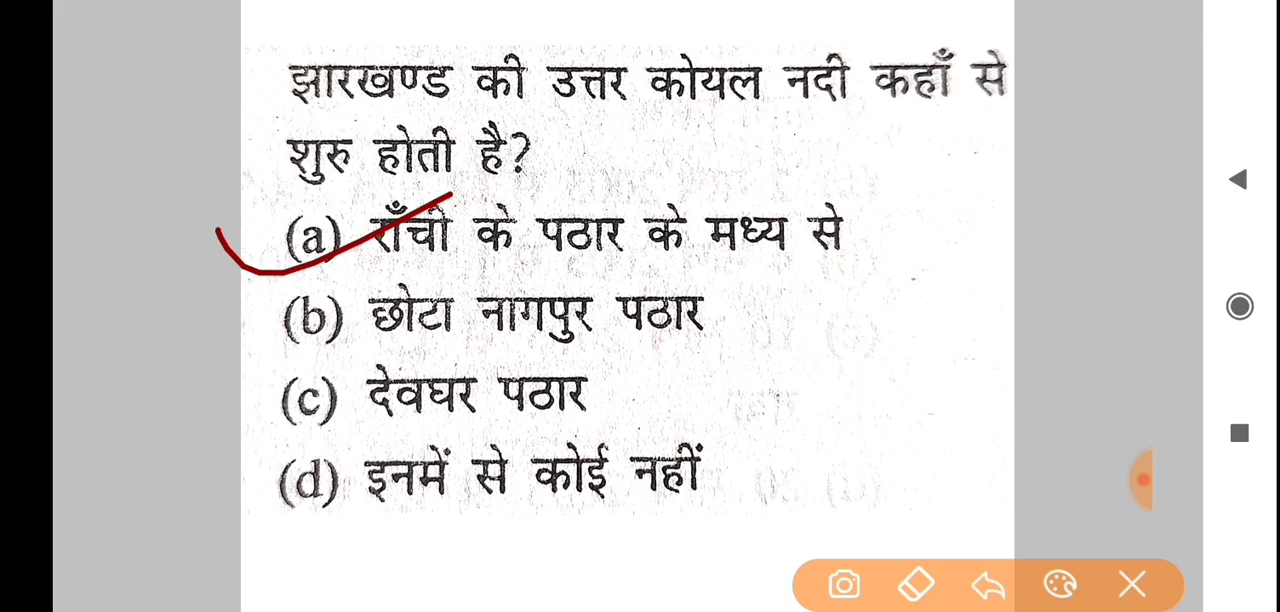 झारखण्ड की उत्तर कोयल नदी कहाँ से
शुरु होती है?
(a) राँची के पठार के मध्य से
(b) छोटा नागपुर पठार
(c) देवघर पठार
(d) इनमें से कोई नहीं